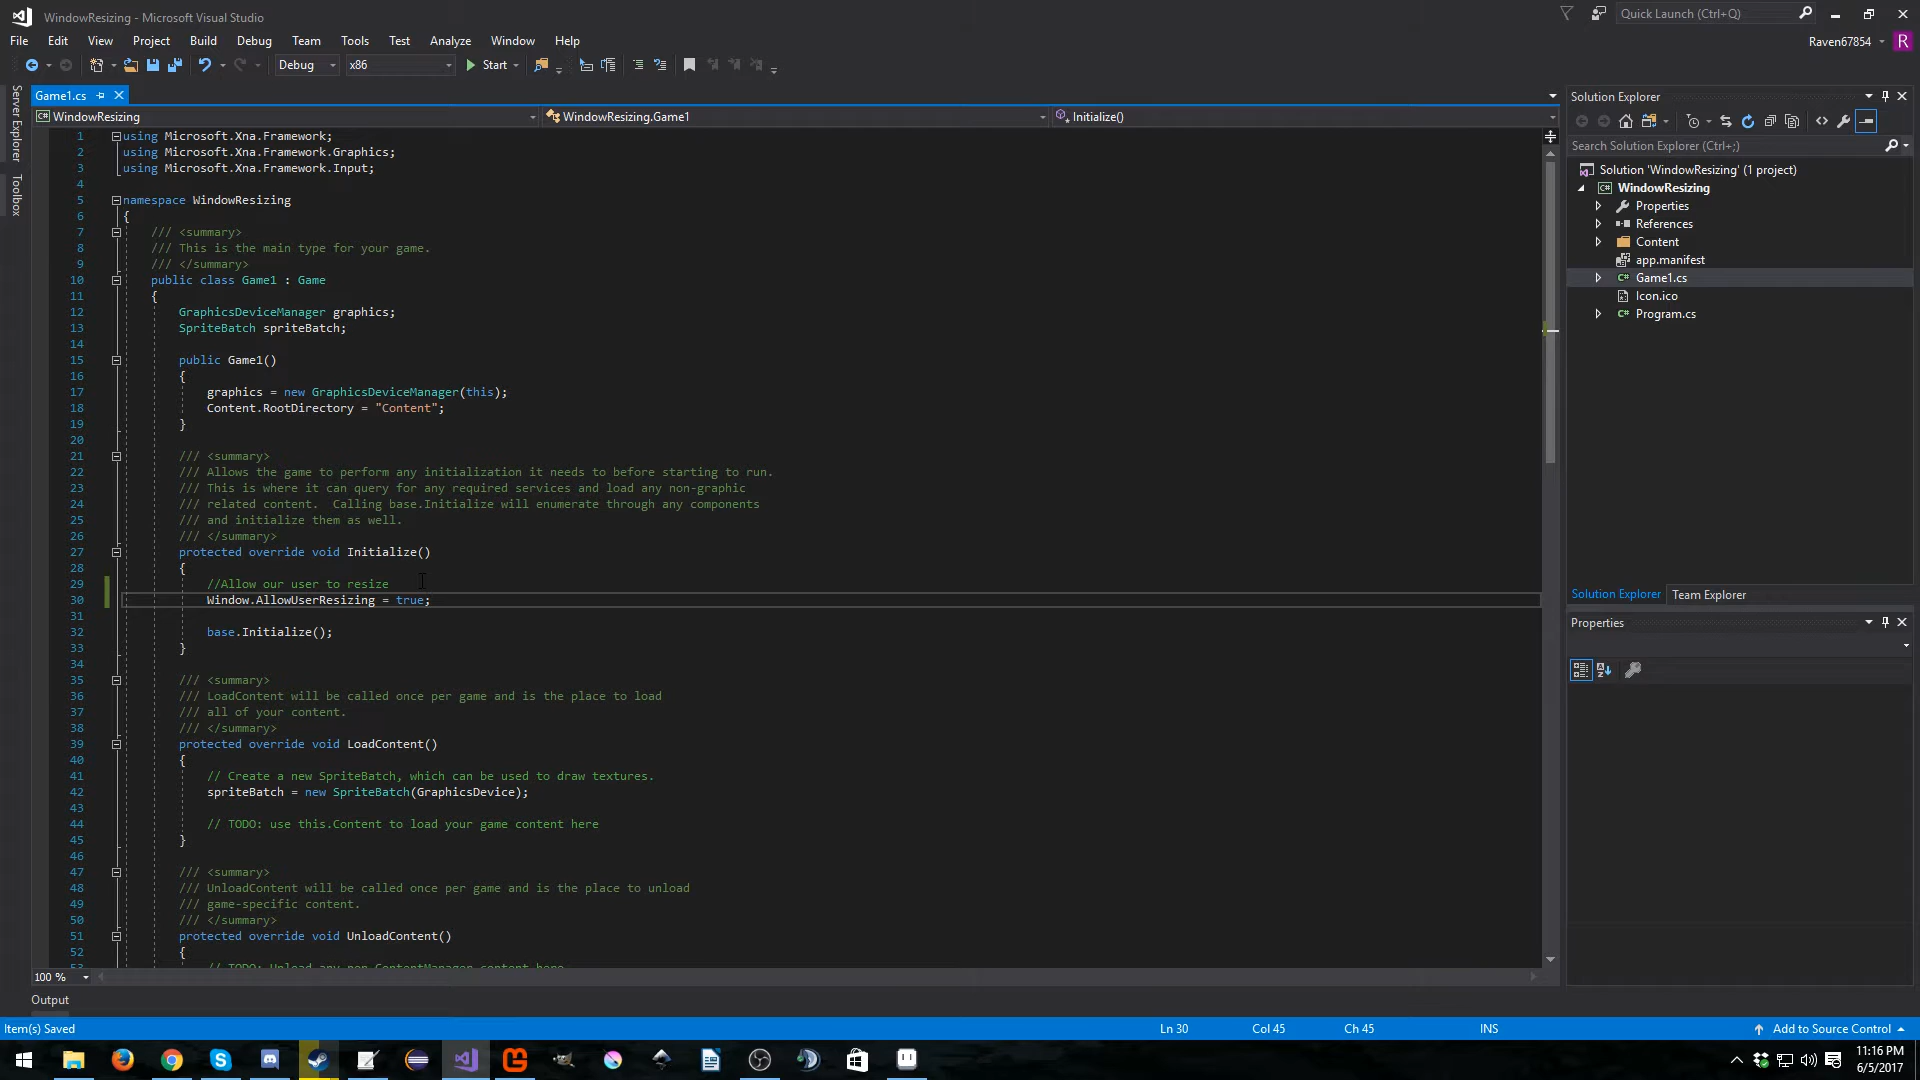 WindowResizing - Microsoft Visual Studio
Quick Launch (Ctrl+Q)
File Edit View Project Build Debug Team Tools Test Analyze Window Help
Raven67854 R
Debug x86 Start
Server Explorer
Toolbox
Game1.cs
WindowResizing WindowResizing.Game1 Initialize()
1 using Microsoft.Xna.Framework;
2 using Microsoft.Xna.Framework.Graphics;
3 using Microsoft.Xna.Framework.Input;
4
5 namespace WindowResizing
6 {
7 /// <summary>
8 /// This is the main type for your game.
9 /// </summary>
10 public class Game1 : Game
11 {
12 GraphicsDeviceManager graphics;
13 SpriteBatch spriteBatch;
14
15 public Game1()
16 {
17 graphics = new GraphicsDeviceManager(this);
18 Content.RootDirectory = "Content";
19 }
20
21 /// <summary>
22 /// Allows the game to perform any initialization it needs to before starting to run.
23 /// This is where it can query for any required services and load any non-graphic
24 /// related content.  Calling base.Initialize will enumerate through any components
25 /// and initialize them as well.
26 /// </summary>
27 protected override void Initialize()
28 {
29 //Allow our user to resize
30 Window.AllowUserResizing = true;
31
32 base.Initialize();
33 }
34
35 /// <summary>
36 /// LoadContent will be called once per game and is the place to load
37 /// all of your content.
38 /// </summary>
39 protected override void LoadContent()
40 {
41 // Create a new SpriteBatch, which can be used to draw textures.
42 spriteBatch = new SpriteBatch(GraphicsDevice);
43
44 // TODO: use this.Content to load your game content here
45 }
46
47 /// <summary>
48 /// UnloadContent will be called once per game and is the place to unload
49 /// game-specific content.
50 /// </summary>
51 protected override void UnloadContent()
52 {
53 // TODO: Unload any non ContentManager content here
100 %
Output
Solution Explorer
Search Solution Explorer (Ctrl+;)
Solution 'WindowResizing' (1 project)
WindowResizing
Properties
References
Content
app.manifest
Game1.cs
Icon.ico
Program.cs
Solution Explorer Team Explorer
Properties
Item(s) Saved Ln 30 Col 45 Ch 45 INS Add to Source Control
11:16 PM
6/5/2017